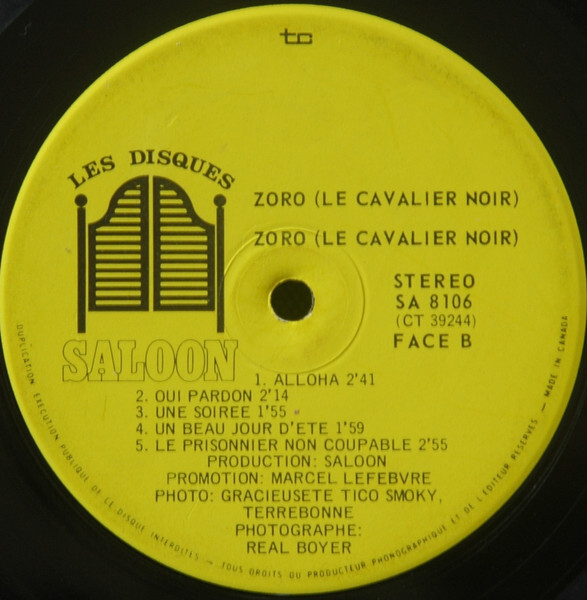 tc
LES DISQUES
SALOON
ZORO (LE CAVALIER NOIR)
ZORO (LE CAVALIER NOIR)
STEREO
SA 8106
(CT 39244)
FACE B
1. ALLOHA 2'41
2. OUI PARDON 2'14
3. UNE SOIREE 1'55
4. UN BEAU JOUR D'ETE 1'59
5. LE PRISONNIER NON COUPABLE 2'55
PRODUCTION: SALOON
PROMOTION: MARCEL LEFEBVRE
PHOTO: GRACIEUSETE TICO SMOKY,
TERREBONNE
PHOTOGRAPHE:
REAL BOYER
DUPLICATION, EXECUTION PUBLIQUE DE CE DISQUE INTERDITES - TOUS DROITS DU PRODUCTEUR PHONOGRAPHIQUE ET DE L'EDITEUR RESERVES - MADE IN CANADA